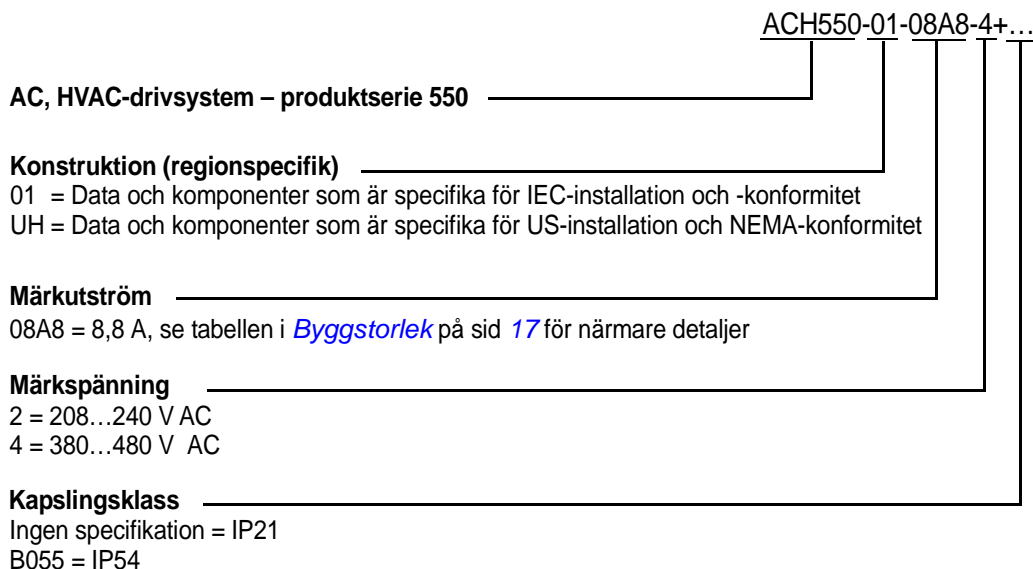 ACH550-01-08A8-4+…
AC, HVAC-drivsystem – produktserie 550
Konstruktion (regionspecifik)
01 = Data och komponenter som är specifika för IEC-installation och -konformitet
UH = Data och komponenter som är specifika för US-installation och NEMA-konformitet
Märkutström
08A8 = 8,8 A, se tabellen i Byggstorlek på sid 17 för närmare detaljer
Märkspänning
2 = 208…240 V AC
4 = 380…480 V AC
Kapslingsklass
Ingen specifikation = IP21
B055 = IP54